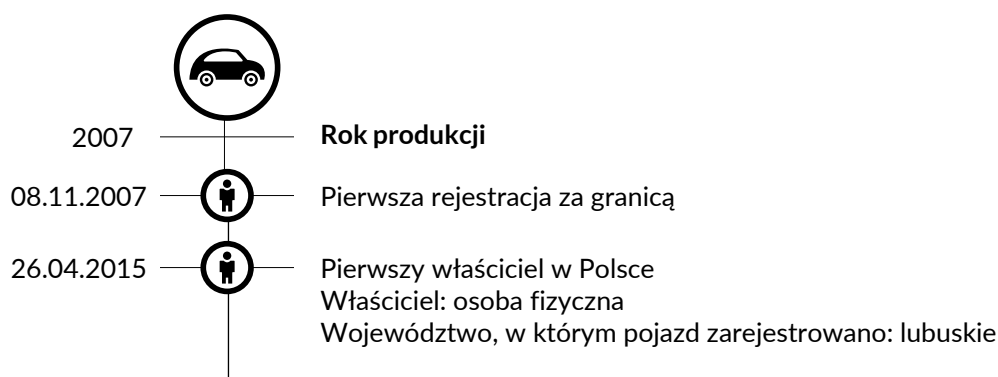 2007 Rok produkcji
08.11.2007 Pierwsza rejestracja za granicą
26.04.2015 Pierwszy właściciel w Polsce
Właściciel: osoba fizyczna
Województwo, w którym pojazd zarejestrowano: lubuskie